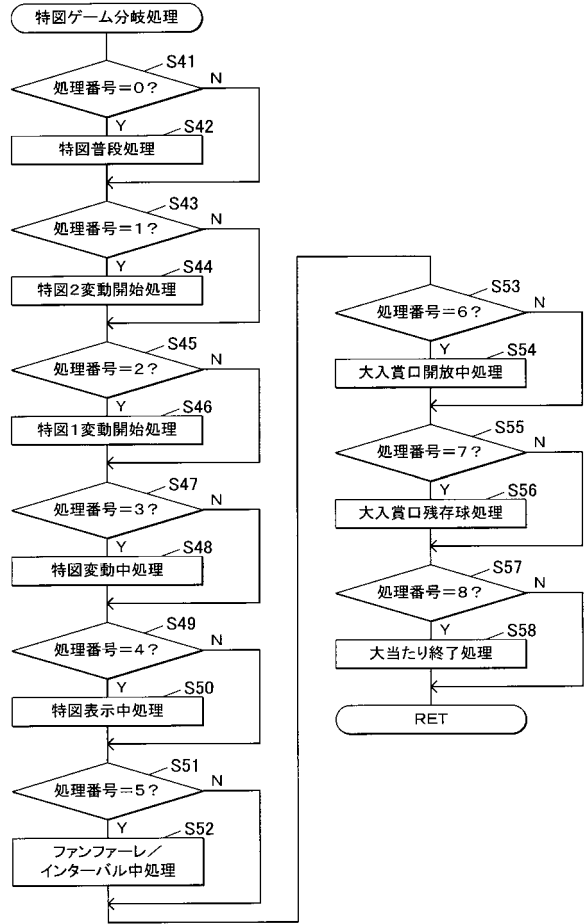 特図ゲーム分岐処理
S41
処理番号=0?
N
Y
S42
特図普段処理
S43
処理番号=1?
N
Y
S44
特図2変動開始処理
S45
処理番号=2?
N
Y
S46
特図1変動開始処理
S47
処理番号=3?
N
Y
S48
特図変動中処理
S49
処理番号=4?
N
Y
S50
特図表示中処理
S51
処理番号=5?
N
Y
S52
ファンファーレ/
インターバル中処理
S53
処理番号=6?
N
Y
S54
大入賞口開放中処理
S55
処理番号=7?
N
Y
S56
大入賞口残存球処理
S57
処理番号=8?
N
Y
S58
大当たり終了処理
RET